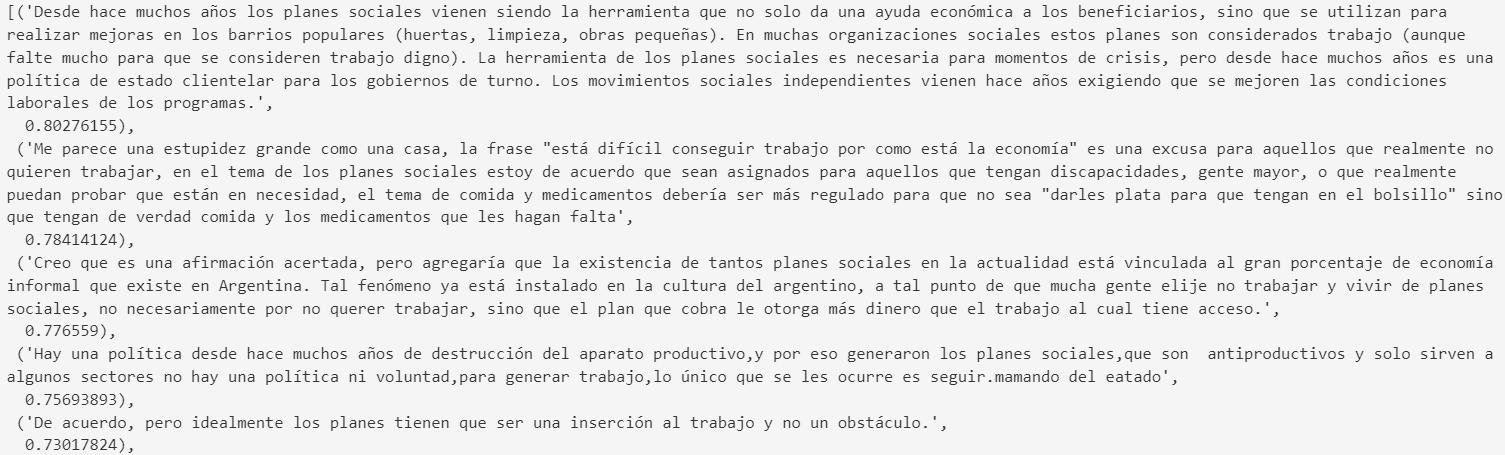 [('Desde hace muchos años los planes sociales vienen siendo la herramienta que no solo da una ayuda económica a los beneficiarios, sino que se utilizan para
realizar mejoras en los barrios populares (huertas, limpieza, obras pequeñas). En muchas organizaciones sociales estos planes son considerados trabajo (aunque
falte mucho para que se consideren trabajo digno). La herramienta de los planes sociales es necesaria para momentos de crisis, pero desde hace muchos años es una
política de estado clientelar para los gobiernos de turno. Los movimientos sociales independientes vienen hace años exigiendo que se mejoren las condiciones
laborales de los programas.',
0.80276155),
('Me parece una estupidez grande como una casa, la frase "está difícil conseguir trabajo por como está la economía" es una excusa para aquellos que realmente no
quieren trabajar, en el tema de los planes sociales estoy de acuerdo que sean asignados para aquellos que tengan discapacidades, gente mayor, o que realmente
puedan probar que están en necesidad, el tema de comida y medicamentos debería ser más regulado para que no sea "darles plata para que tengan en el bolsillo" sino
que tengan de verdad comida y los medicamentos que les hagan falta',
0.78414124),
('Creo que es una afirmación acertada, pero agregaría que la existencia de tantos planes sociales en la actualidad está vinculada al gran porcentaje de economía
informal que existe en Argentina. Tal fenómeno ya está instalado en la cultura del argentino, a tal punto de que mucha gente elije no trabajar y vivir de planes
sociales, no necesariamente por no querer trabajar, sino que el plan que cobra le otorga más dinero que el trabajo al cual tiene acceso.',
0.776559),
('Hay una política desde hace muchos años de destrucción del aparato productivo,y por eso generaron los planes sociales,que son  antiproductivos y solo sirven a
algunos sectores no hay una política ni voluntad,para generar trabajo,lo único que se les ocurre es seguir.mamando del eatado',
0.75693893),
('De acuerdo, pero idealmente los planes tienen que ser una inserción al trabajo y no un obstáculo.',
0.73017824),